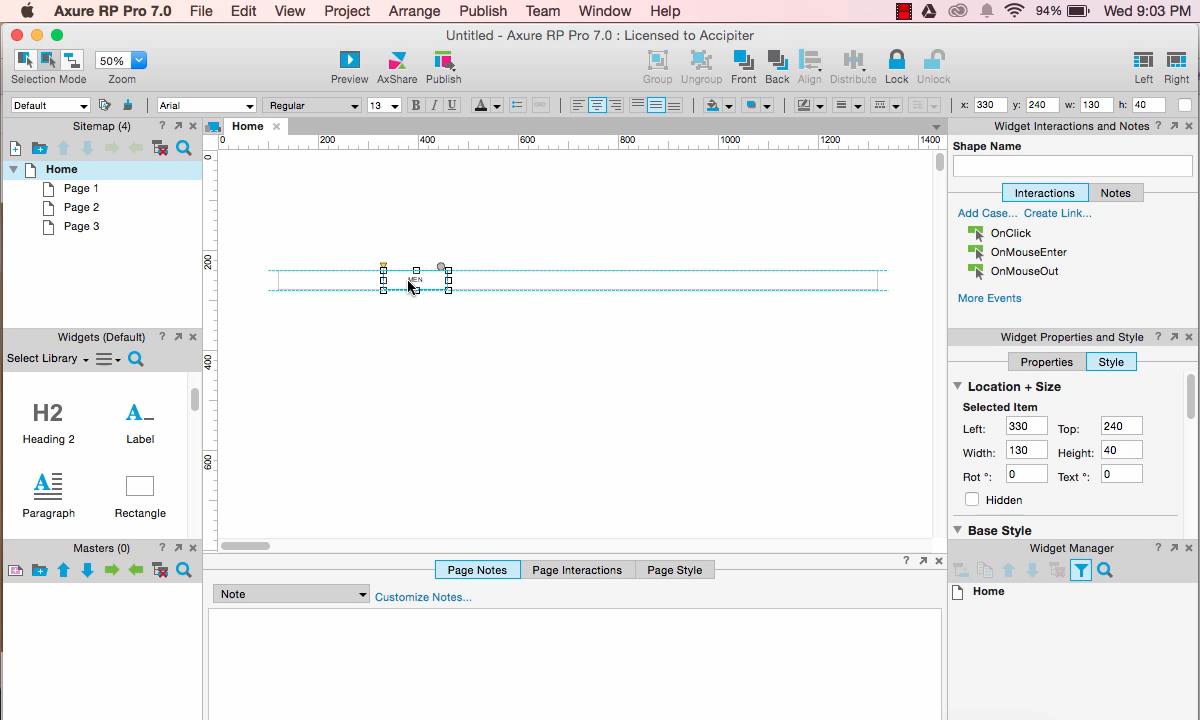 Axure RP Pro 7.0 File Edit View Project Arrange Publish Team Window Help 94% Wed 9:03 PM
Untitled - Axure RP Pro 7.0 : Licensed to Accipiter
50%
Selection Mode Zoom Preview AxShare Publish Group Ungroup Front Back Align Distribute Lock Unlock Left Right
Default Arial Regular 13 B I U A x: 330 y: 240 w: 130 h: 40
Sitemap (4) ?
Home
Page 1
Page 2
Page 3
Widgets (Default) ?
Select Library
H2
Heading 2
A
Label
A
Paragraph
Rectangle
Masters (0) ?
Home
0 200 400 600 800 1000 1200 1400
0
200
400
600
MEN
?
Page Notes Page Interactions Page Style
Note Customize Notes...
Widget Interactions and Notes ?
Shape Name
Interactions Notes
Add Case... Create Link...
OnClick
OnMouseEnter
OnMouseOut
More Events
Widget Properties and Style ?
Properties Style
Location + Size
Selected Item
Left: 330 Top: 240
Width: 130 Height: 40
Rot °: 0 Text °: 0
Hidden
Base Style
Widget Manager ?
Home